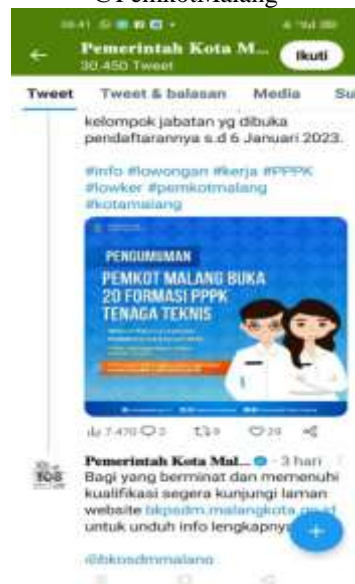 @PemkotMalang
Pemerintah Kota M...
30.450 Tweet
Ikuti
Tweet Tweet & balasan Media Su
kelompok jabatan yg dibuka
pendaftarannya s.d 6 Januari 2023.
#info #lowongan #kerja #PPPK
#lowker #pemkotmalang
#kotamalang
PENGUMUMAN
PEMKOT MALANG BUKA
20 FORMASI PPPK
TENAGA TEKNIS
7.470
Pemerintah Kota Mal... · 3 hari
Bagi yang berminat dan memenuhi
kualifikasi segera kunjungi laman
website bkpsdm.malangkota.go.id
untuk unduh info lengkapnya